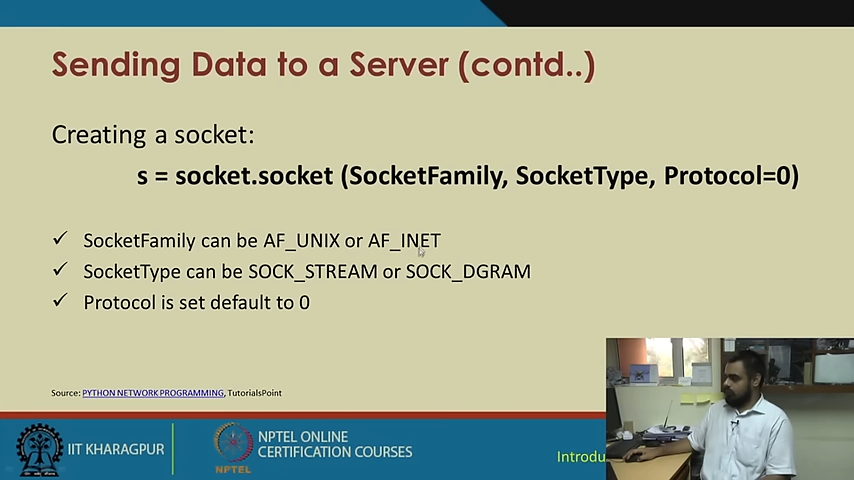 Sending Data to a Server (contd..)
Creating a socket:
s = socket.socket (SocketFamily, SocketType, Protocol=0)
✓ SocketFamily can be AF_UNIX or AF_INET
✓ SocketType can be SOCK_STREAM or SOCK_DGRAM
✓ Protocol is set default to 0
Source: PYTHON NETWORK PROGRAMMING, TutorialsPoint
IIT KHARAGPUR
NPTEL
NPTEL ONLINE
CERTIFICATION COURSES
Introdu